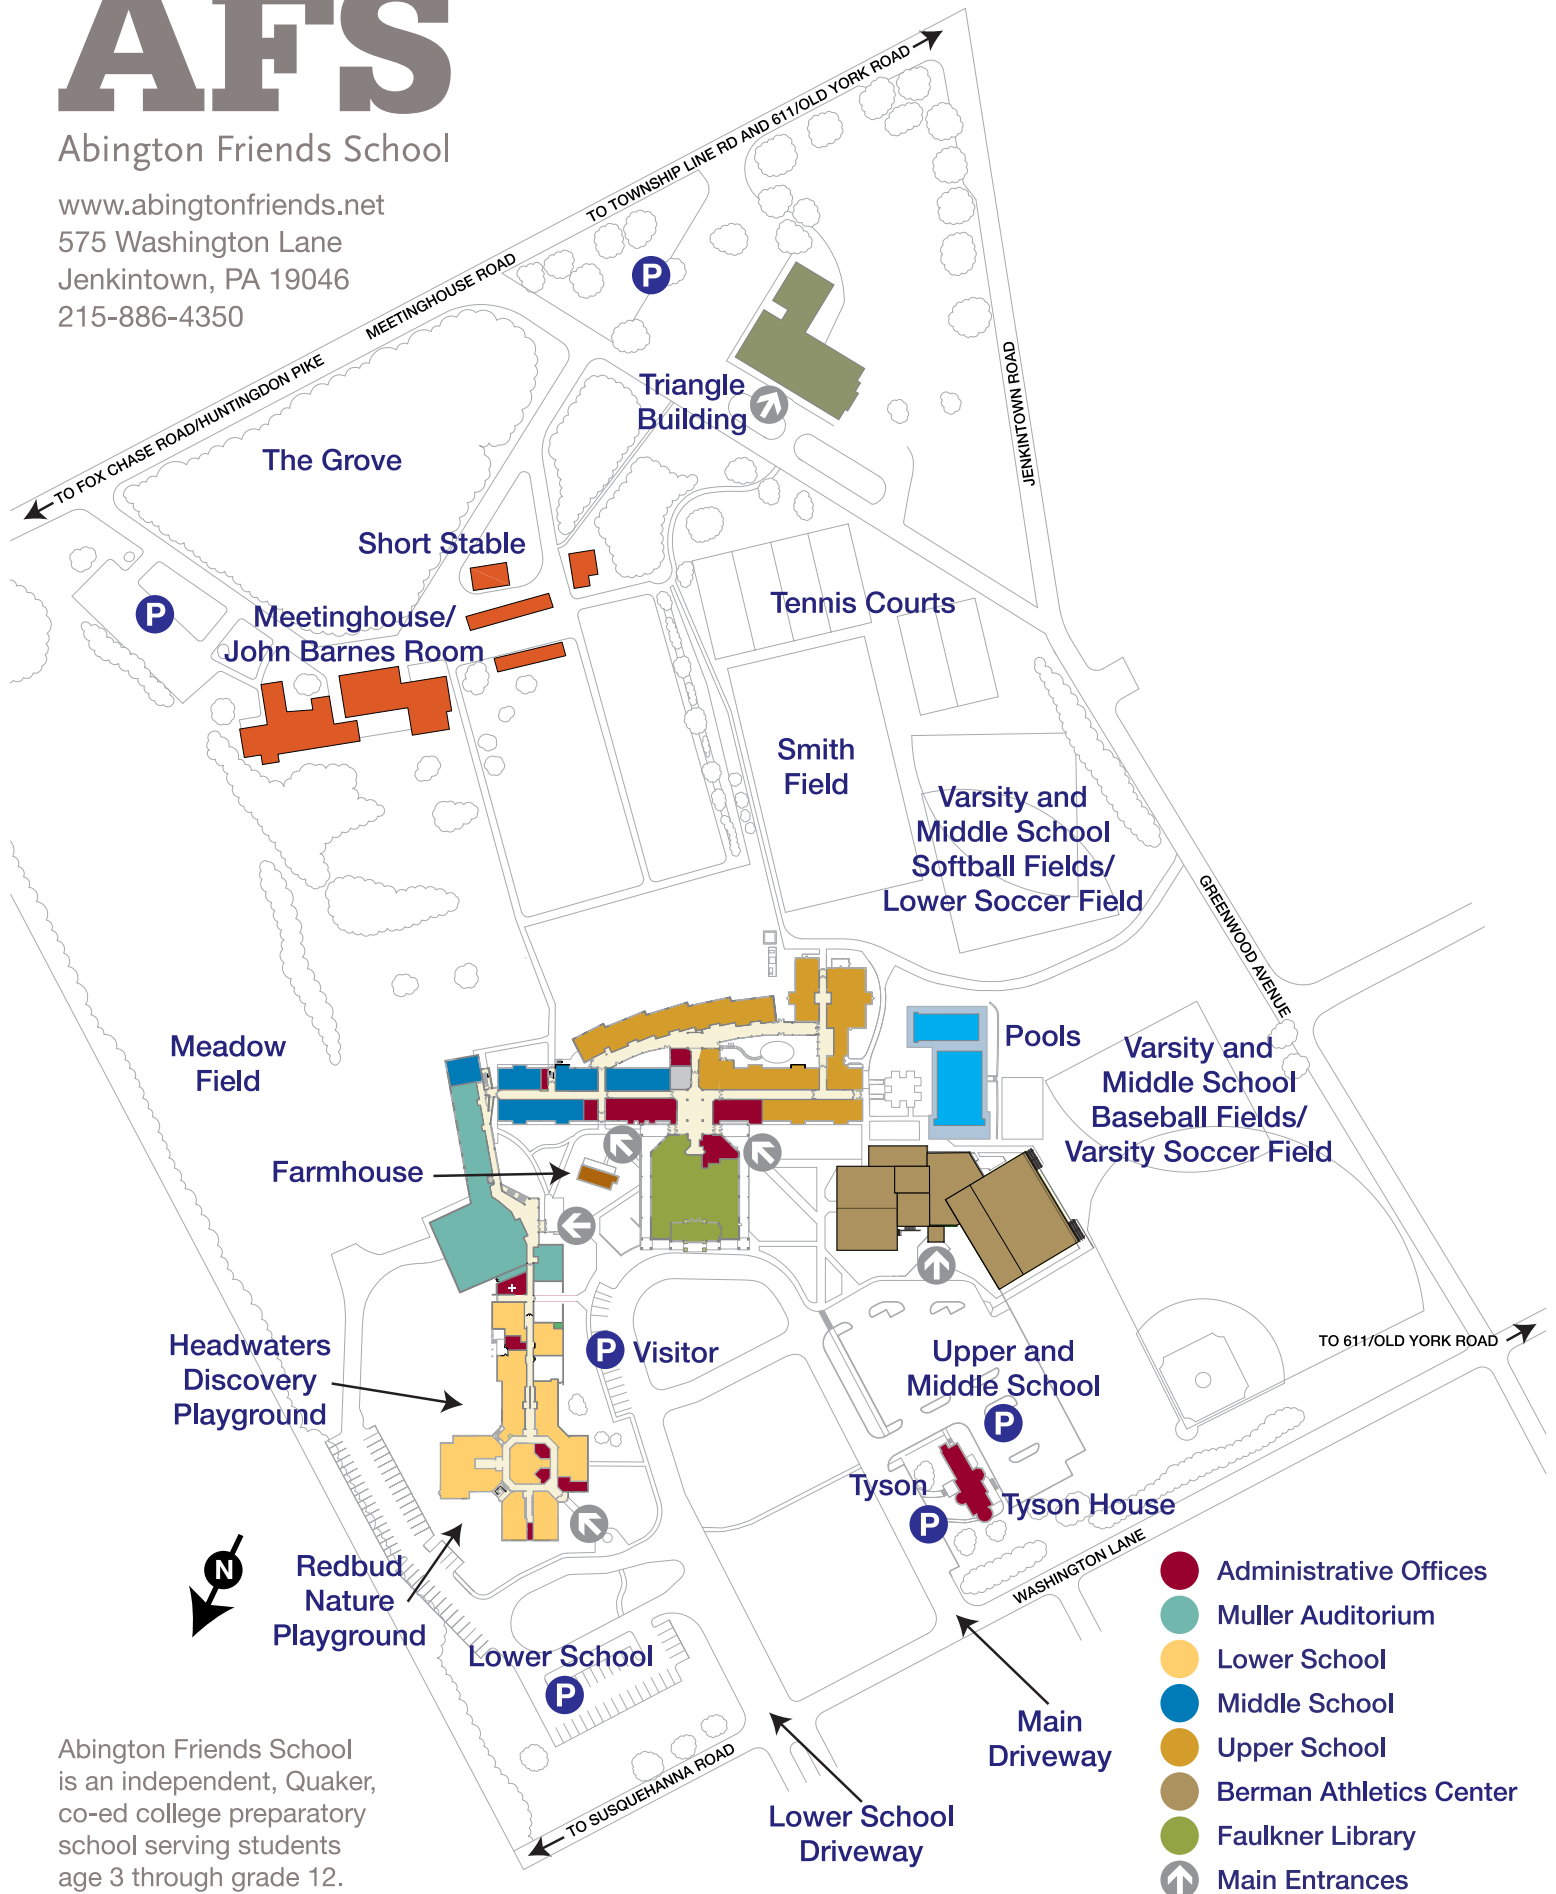 AFS
Abington Friends School
www.abingtonfriends.net
575 Washington Lane
Jenkintown, PA 19046
215-886-4350
TO TOWNSHIP LINE RD AND 611/OLD YORK ROAD
MEETINGHOUSE ROAD
TO FOX CHASE ROAD/HUNTINGDON PIKE
P
JENKINTOWN ROAD
Triangle
Building
The Grove
Short Stable
P
Meetinghouse/
John Barnes Room
Tennis Courts
Smith
Field
Varsity and
Middle School
Softball Fields/
Lower Soccer Field
GREENWOOD AVENUE
Meadow
Field
Pools
Varsity and
Middle School
Baseball Fields/
Varsity Soccer Field
Farmhouse
Headwaters
Discovery
Playground
P Visitor
Upper and
Middle School
P
TO 611/OLD YORK ROAD
Tyson
P
Tyson House
WASHINGTON LANE
N
Redbud
Nature
Playground
Lower School
P
Main
Driveway
Lower School
Driveway
TO SUSQUEHANNA ROAD
Administrative Offices
Muller Auditorium
Lower School
Middle School
Upper School
Berman Athletics Center
Faulkner Library
Main Entrances
Abington Friends School
is an independent, Quaker,
co-ed college preparatory
school serving students
age 3 through grade 12.